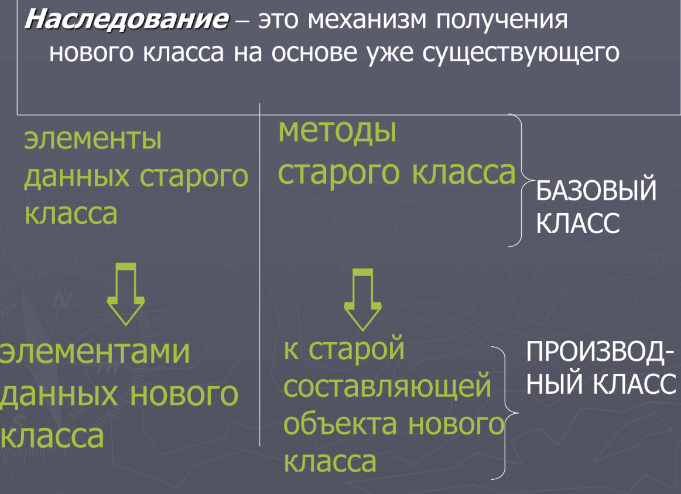 Наследование – это механизм получения
нового класса на основе уже существующего
элементы
данных старого
класса
методы
старого класса
БАЗОВЫЙ
КЛАСС
элементами
данных нового
класса
к старой
составляющей
объекта нового
класса
ПРОИЗВОД-
НЫЙ КЛАСС
N